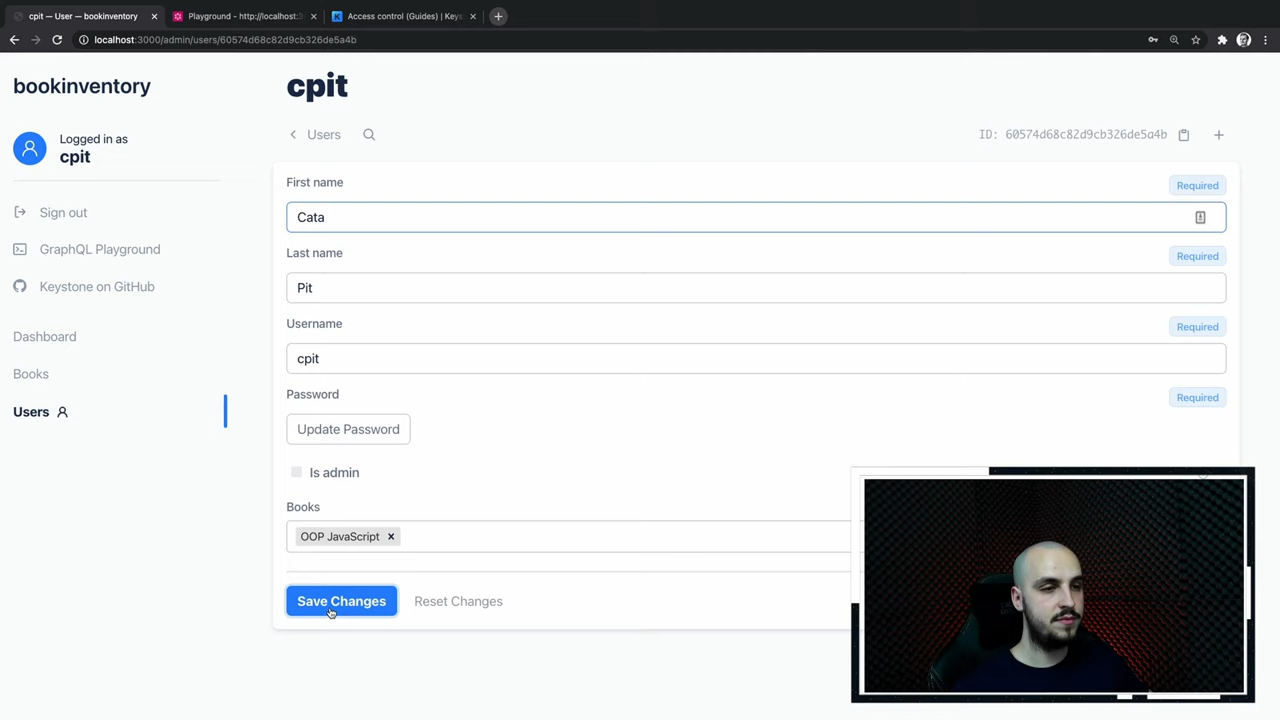 cpit — User — bookinventory
Playground - http://localhost:3
Access control (Guides) | Keys
localhost:3000/admin/users/60574d68c82d9cb326de5a4b
bookinventory
Logged in as
cpit
Sign out
GraphQL Playground
Keystone on GitHub
Dashboard
Books
Users
cpit
Users
ID: 60574d68c82d9cb326de5a4b
First name
Required
Cata
Last name
Required
Pit
Username
Required
cpit
Password
Required
Update Password
Is admin
Books
OOP JavaScript
Save Changes
Reset Changes